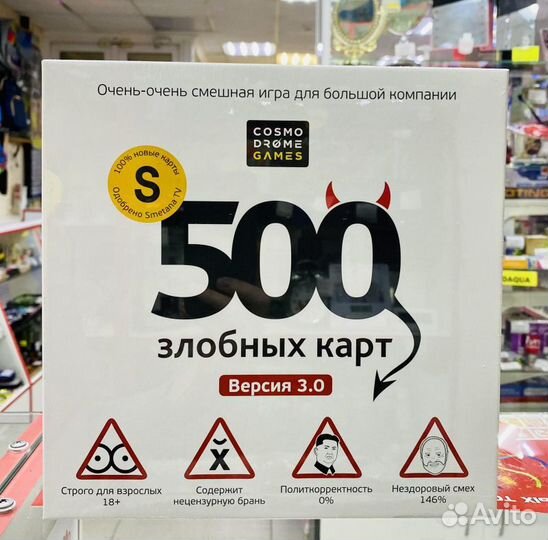 Очень-очень смешная игра для большой компании
COSMO
DRØME
GAMES
100% новые карты
S
Одобрено Smetana TV
500
злобных карт
Версия 3.0
x̌
Строго для взрослых
18+
Содержит
нецензурную брань
Политкорректность
0%
Нездоровый смех
146%
AQUA
Avito